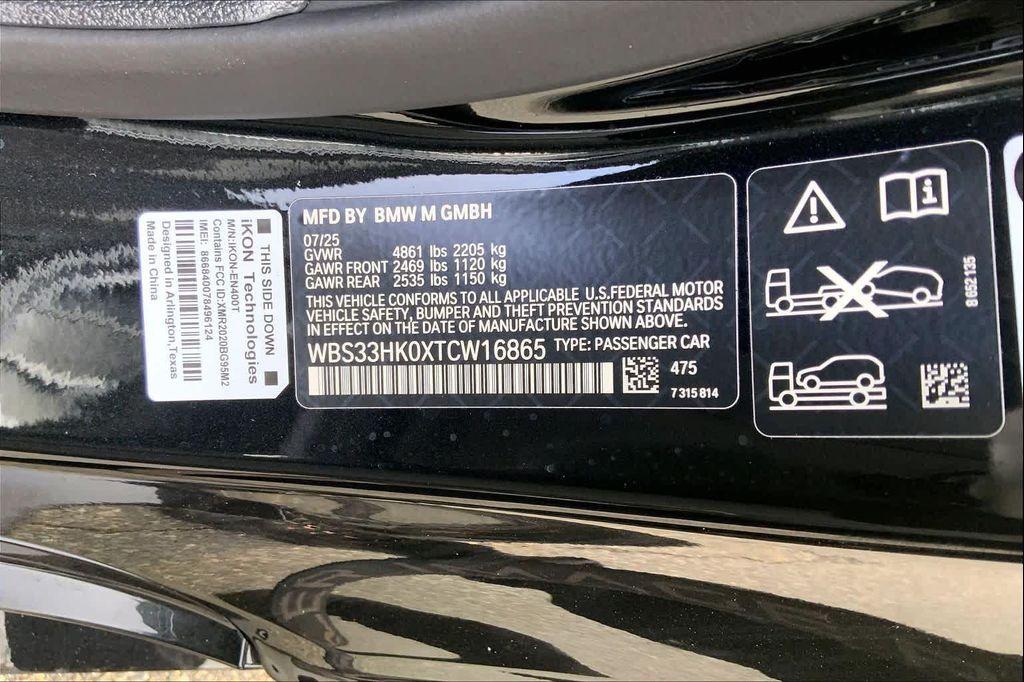 THIS SIDE DOWN
iKON Technologies
M/N:IKON-EN400T
Contains FCC ID:XMR2020BG95M2
IMEI: 866840078496124
Designed in Arlington,Texas
Made in China
MFD BY BMW M GMBH
07/25
GVWR 4861 lbs 2205 kg
GAWR FRONT 2469 lbs 1120 kg
GAWR REAR 2535 lbs 1150 kg
THIS VEHICLE CONFORMS TO ALL APPLICABLE U.S.FEDERAL MOTOR
VEHICLE SAFETY, BUMPER AND THEFT PREVENTION STANDARDS
IN EFFECT ON THE DATE OF MANUFACTURE SHOWN ABOVE.
WBS33HK0XTCW16865 TYPE: PASSENGER CAR
475
7 315 814